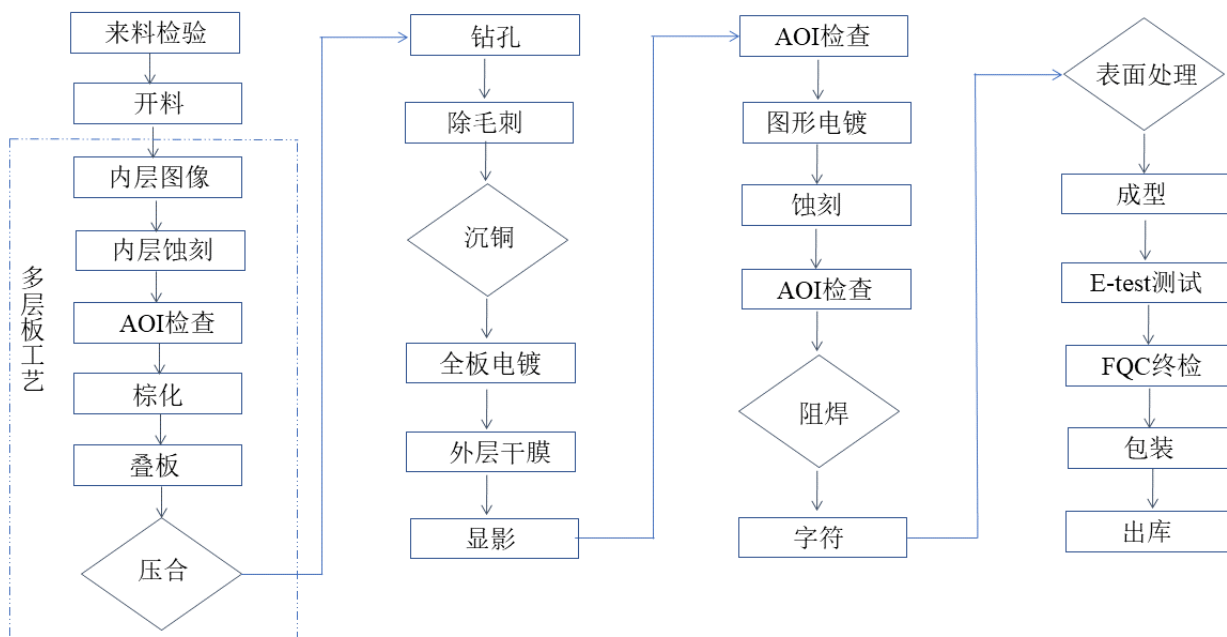 来料检验
开料
多层板工艺
内层图像
内层蚀刻
AOI检查
棕化
叠板
压合
钻孔
除毛刺
沉铜
全板电镀
外层干膜
显影
AOI检查
图形电镀
蚀刻
AOI检查
阻焊
字符
表面处理
成型
E-test测试
FQC终检
包装
出库